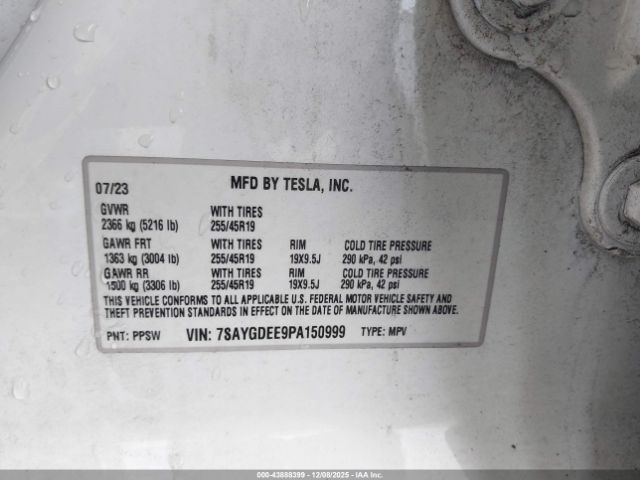 07/23 MFD BY TESLA, INC.
GVWR WITH TIRES
2366 kg (5216 lb) 255/45R19
GAWR FRT WITH TIRES RIM COLD TIRE PRESSURE
1363 kg (3004 lb) 255/45R19 19X9.5J 290 kPa, 42 psi
GAWR RR WITH TIRES RIM COLD TIRE PRESSURE
1500 kg (3306 lb) 255/45R19 19X9.5J 290 kPa, 42 psi
THIS VEHICLE CONFORMS TO ALL APPLICABLE U.S. FEDERAL MOTOR VEHICLE SAFETY AND
THEFT PREVENTION STANDARDS IN EFFECT ON THE DATE OF MANUFACTURE SHOWN ABOVE.
PNT: PPSW VIN: 7SAYGDEE9PA150999 TYPE: MPV
000-43888399 | 12/08/2025 - IAAI.com